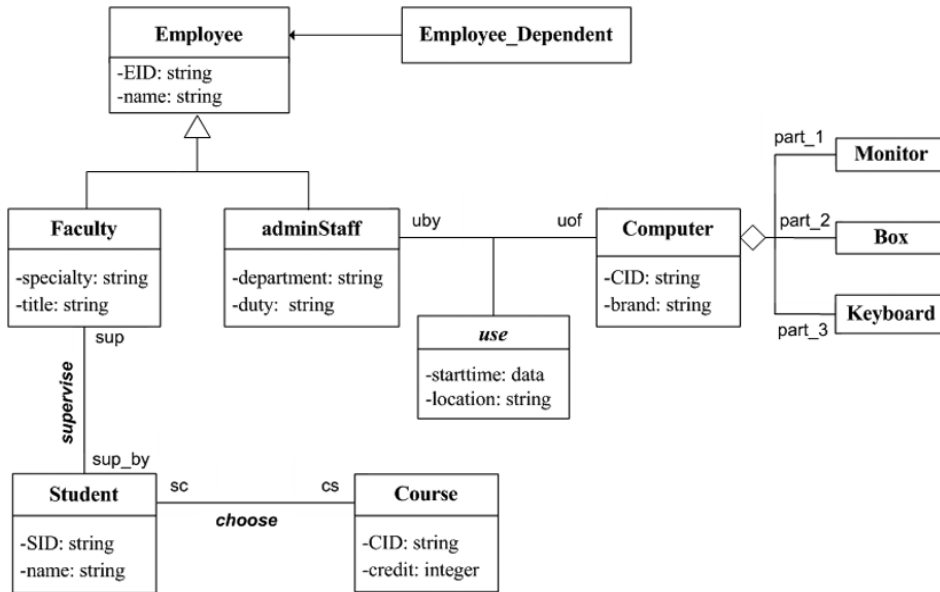 Employee
-EID: string
-name: string
Employee_Dependent
Faculty
-specialty: string
-title: string
adminStaff
-department: string
-duty: string
uby
uof
Computer
-CID: string
-brand: string
part_1
Monitor
part_2
Box
part_3
Keyboard
use
-starttime: data
-location: string
sup
supervise
sup_by
Student
-SID: string
-name: string
sc
choose
cs
Course
-CID: string
-credit: integer